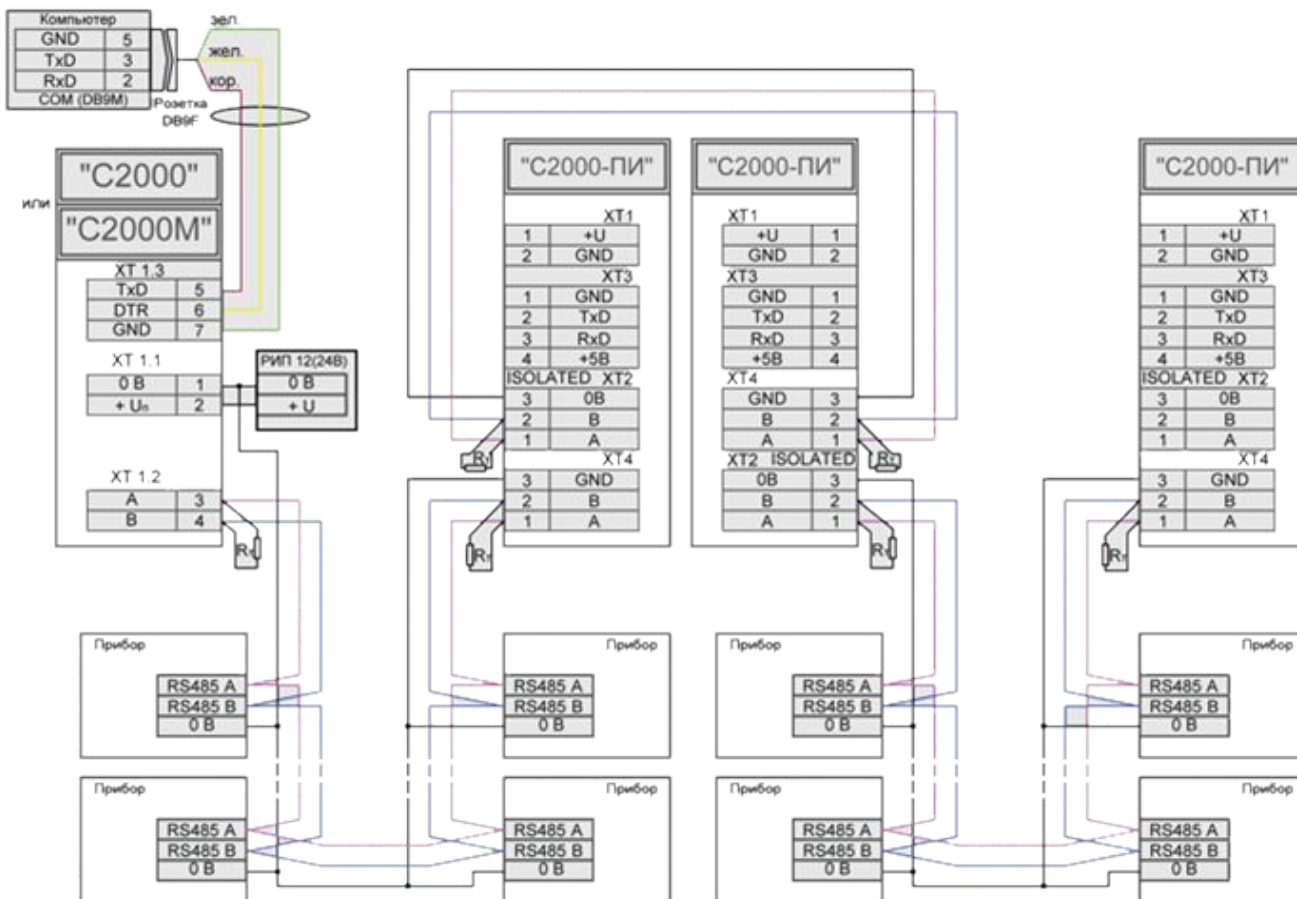 Компьютер
GND 5
TxD 3
RxD 2
COM (DB9M)
Розетка
DB9F
зел.
жел.
кор.
"С2000"
или
"С2000М"
XT 1.3
TxD 5
DTR 6
GND 7
XT 1.1
0 В 1
+ Uп 2
РИП 12(24В)
0 В
+ U
XT 1.2
A 3
B 4
"С2000-ПИ"
XT1
1 +U
2 GND
XT3
1 GND
2 TxD
3 RxD
4 +5В
ISOLATED XT2
3 0В
2 B
1 A
XT4
3 GND
2 B
1 A
"С2000-ПИ"
XT1
+U 1
GND 2
XT3
GND 1
TxD 2
RxD 3
+5В 4
XT4
GND 3
B 2
A 1
XT2 ISOLATED
0В 3
B 2
A 1
"С2000-ПИ"
XT1
1 +U
2 GND
XT3
1 GND
2 TxD
3 RxD
4 +5В
ISOLATED XT2
3 0В
2 B
1 A
XT4
3 GND
2 B
1 A
Прибор
RS485 A
RS485 B
0 В
Прибор
RS485 A
RS485 B
0 В
Прибор
RS485 A
RS485 B
0 В
Прибор
RS485 A
RS485 B
0 В
Прибор
RS485 A
RS485 B
0 В
Прибор
RS485 A
RS485 B
0 В
Прибор
RS485 A
RS485 B
0 В
Прибор
RS485 A
RS485 B
0 В